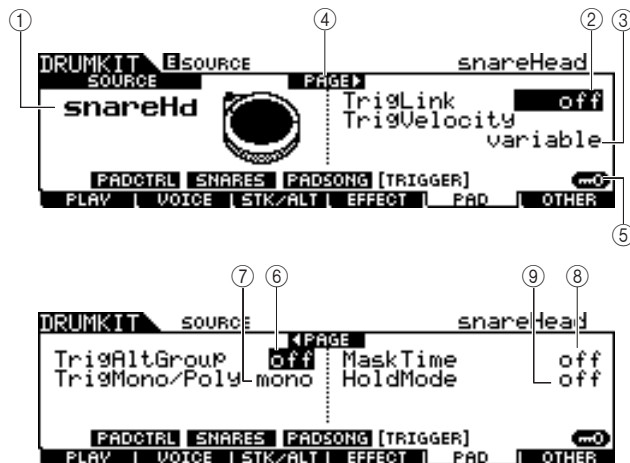 ① ④ ② ③
DRUMKIT E SOURCE snareHead
SOURCE PAGE▶
snareHd TrigLink off
TrigVelocity
variable
PADCTRL SNARES PADSONG [TRIGGER]
PLAY VOICE STK/ALT EFFECT PAD OTHER
⑤
⑦ ⑥ ⑨ ⑧
DRUMKIT SOURCE snareHead
◀PAGE
TrigAltGroup off MaskTime off
TrigMono/Poly mono HoldMode off
PADCTRL SNARES PADSONG [TRIGGER]
PLAY VOICE STK/ALT EFFECT PAD OTHER